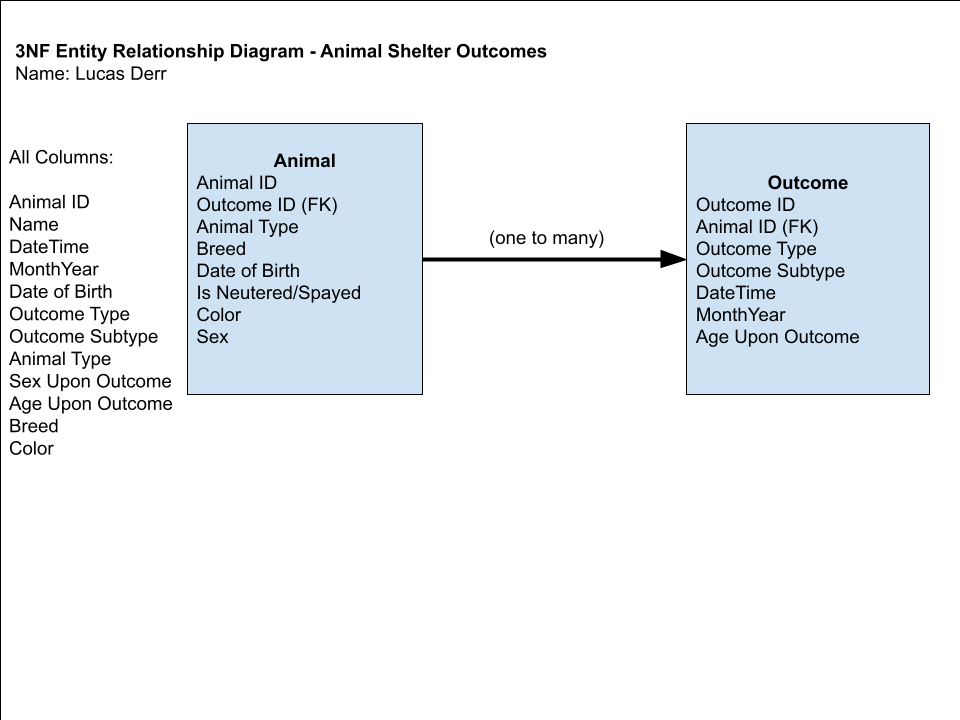 3NF Entity Relationship Diagram - Animal Shelter Outcomes
Name: Lucas Derr
All Columns:
Animal ID
Name
DateTime
MonthYear
Date of Birth
Outcome Type
Outcome Subtype
Animal Type
Sex Upon Outcome
Age Upon Outcome
Breed
Color
Animal
Animal ID
Outcome ID (FK)
Animal Type
Breed
Date of Birth
Is Neutered/Spayed
Color
Sex
(one to many)
Outcome
Outcome ID
Animal ID (FK)
Outcome Type
Outcome Subtype
DateTime
MonthYear
Age Upon Outcome